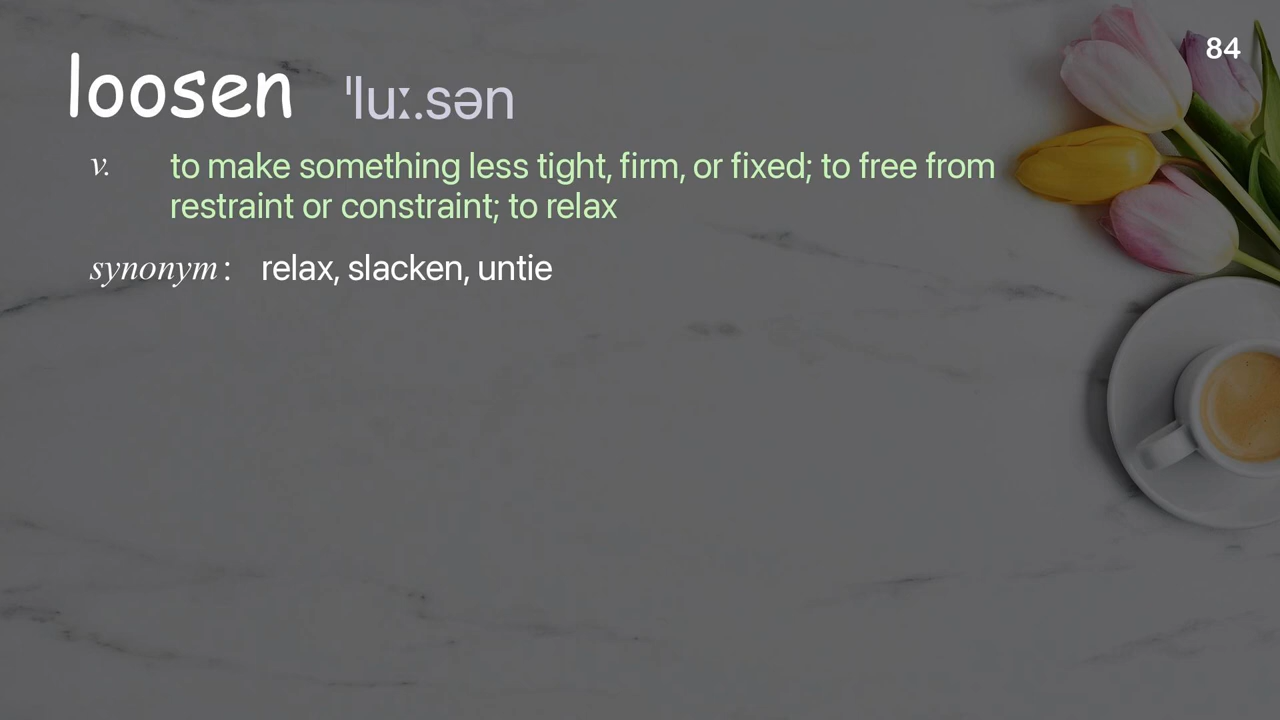 84
loosen ˈluː.sən
v. to make something less tight, firm, or fixed; to free from
restraint or constraint; to relax
synonym: relax, slacken, untie